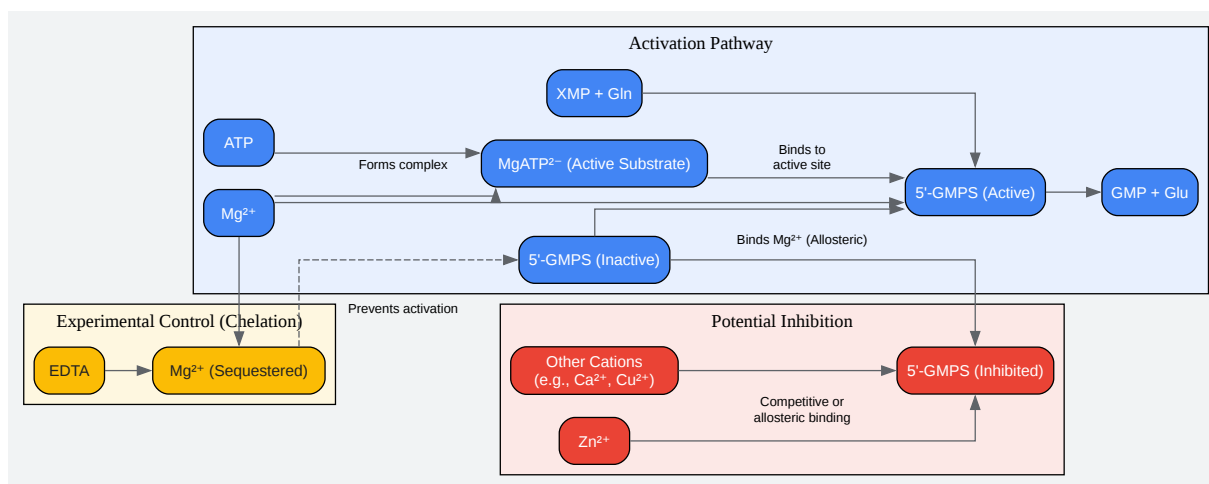 Activation Pathway
XMP + Gln
ATP
Forms complex
MgATP²⁻ (Active Substrate)
Binds to
active site
Mg²⁺
5'-GMPS (Active)
GMP + Glu
Binds Mg²⁺ (Allosteric)
5'-GMPS (Inactive)
Prevents activation
Experimental Control (Chelation)
EDTA
Mg²⁺ (Sequestered)
Potential Inhibition
Other Cations
(e.g., Ca²⁺, Cu²⁺)
5'-GMPS (Inhibited)
Competitive or
allosteric binding
Zn²⁺